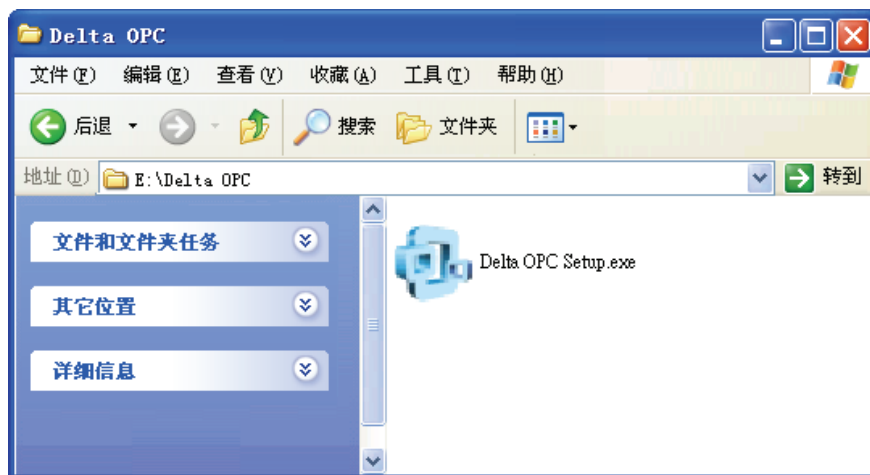 Delta OPC
文件(F) 编辑(E) 查看(V) 收藏(A) 工具(T) 帮助(H)
后退 搜索 文件夹
地址(D) E:\Delta OPC 转到
文件和文件夹任务
Delta OPC Setup.exe
其它位置
详细信息